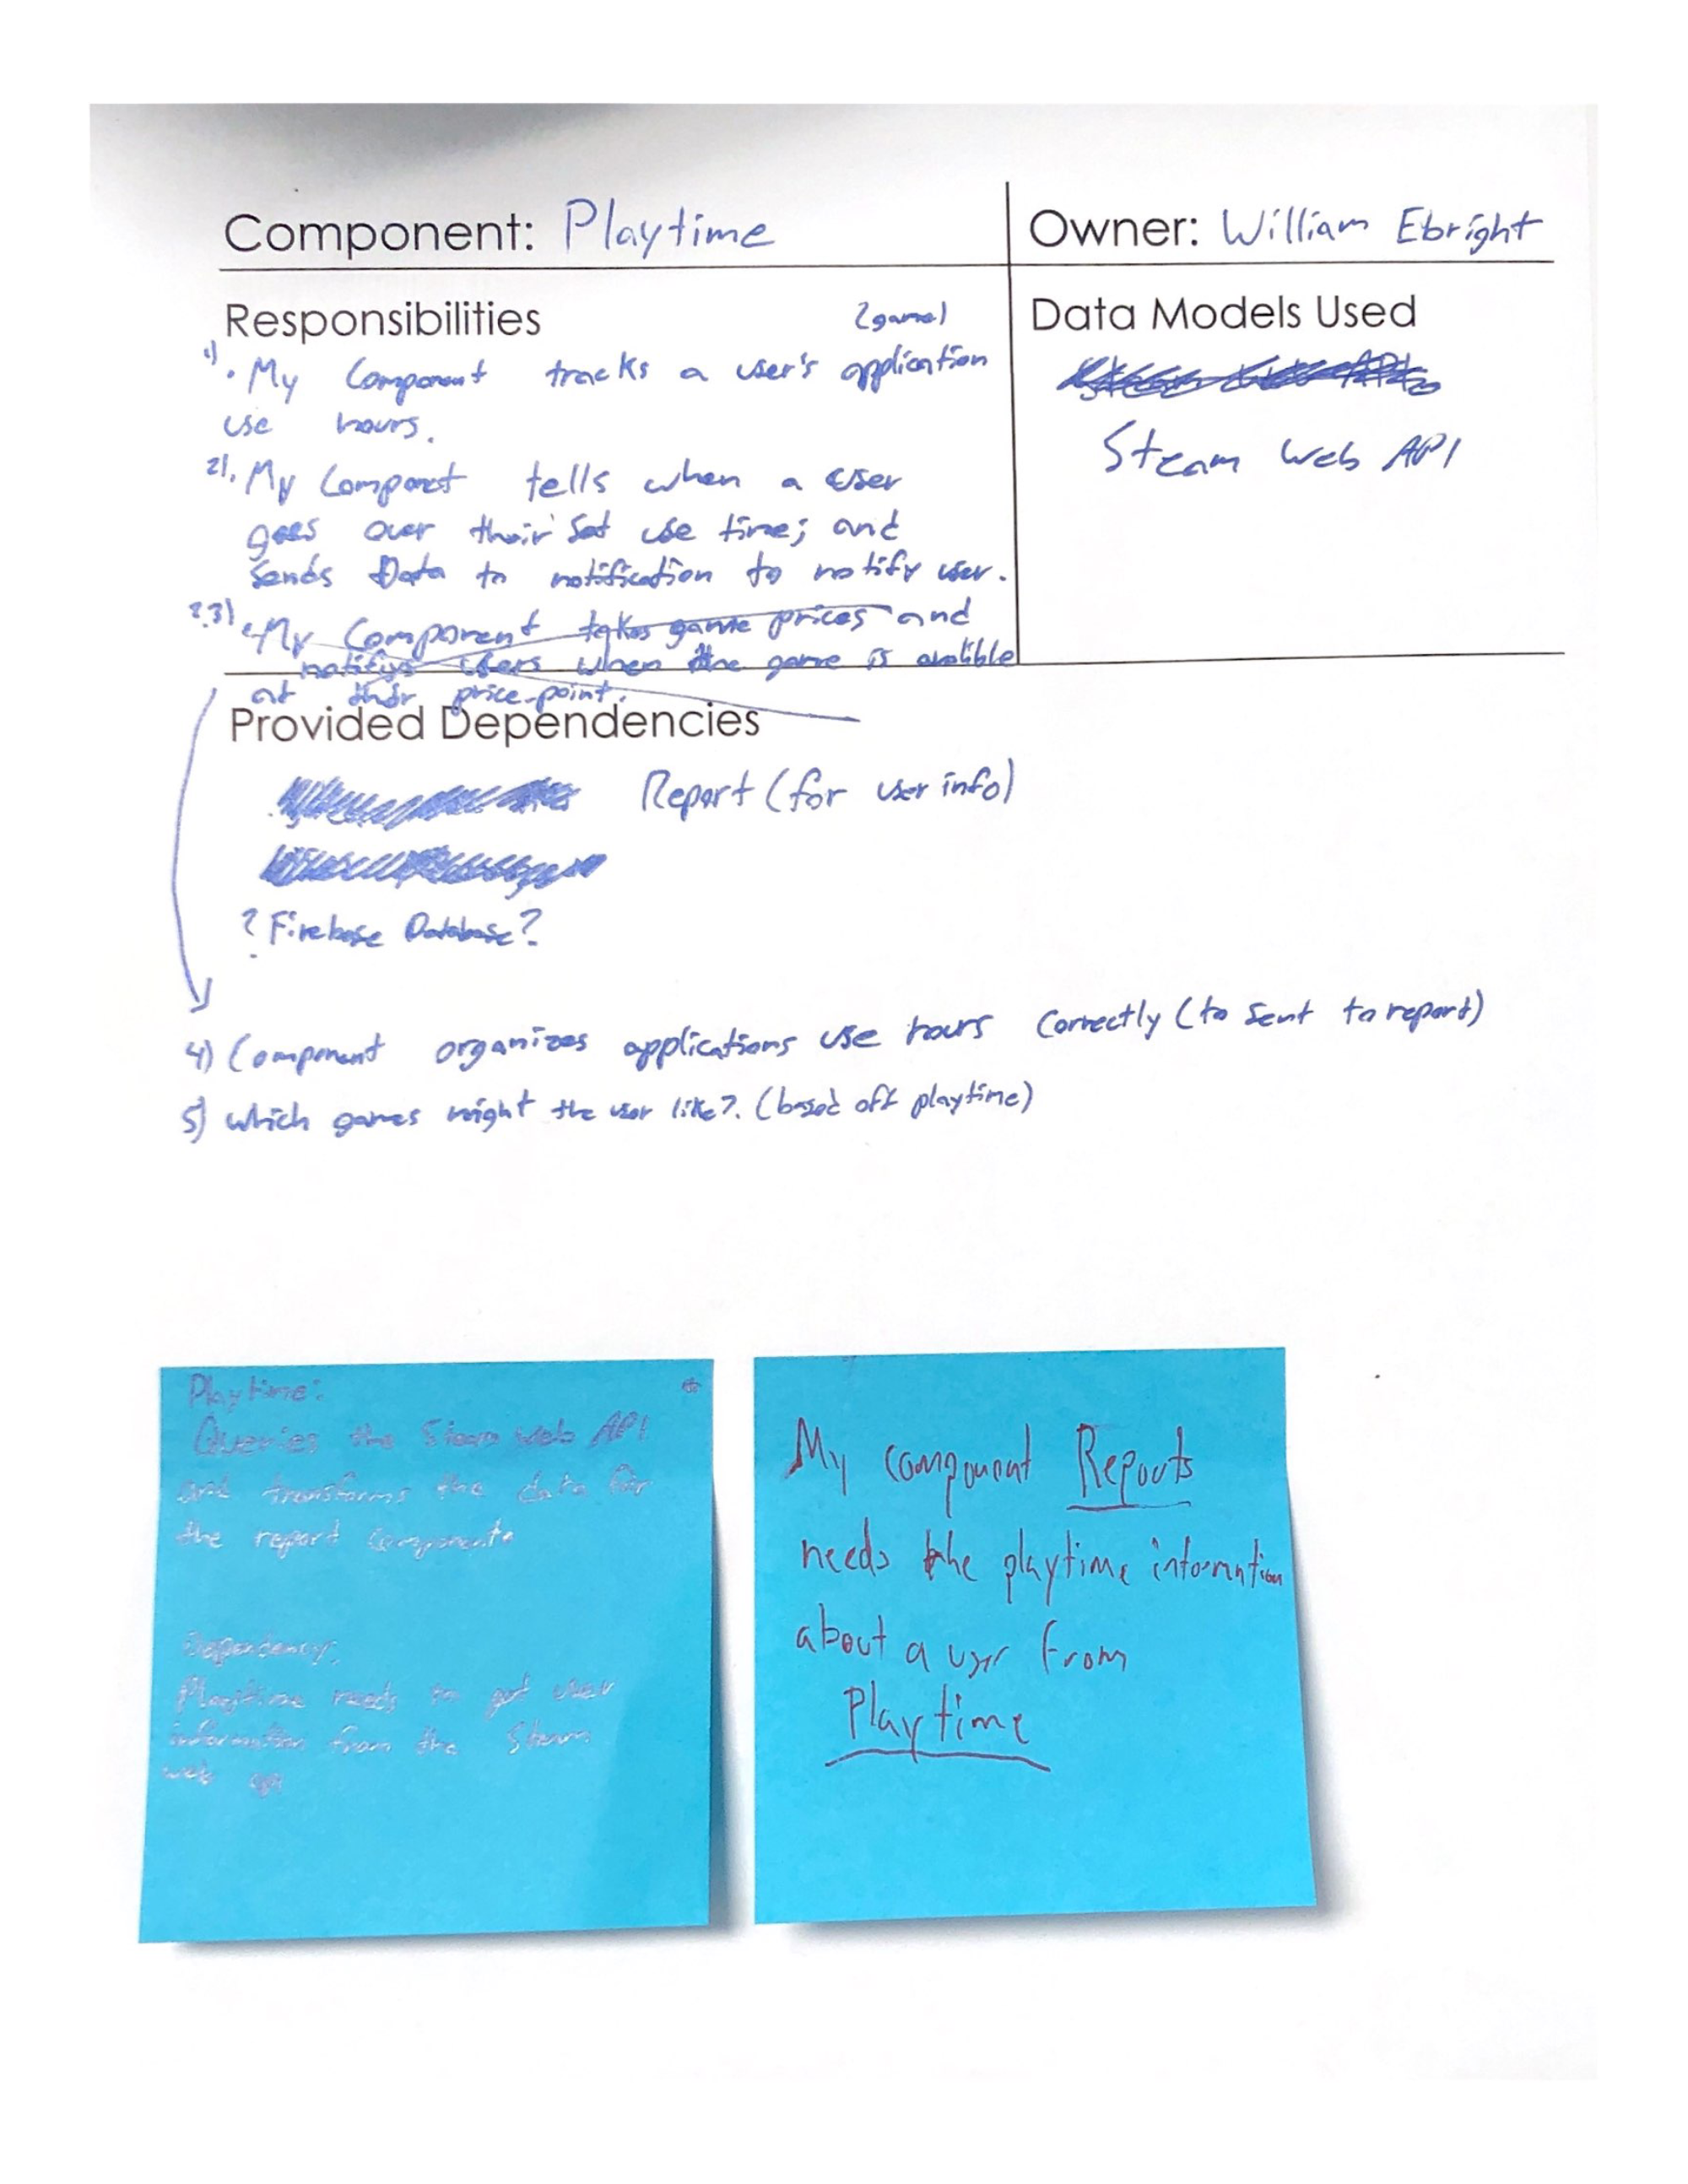 Component: Playtime
Owner: William Ebright
Responsibilities
(game)
1). My Component tracks a user's application
use hours.
2). My Component tells when a user
goes over their set use time; and
sends Data to notification to notify user.
?.3). My Component takes game prices and
notifys users when the game is avalible
at their price-point.
Data Models Used
Steam Web API
Provided Dependencies
Report (for user info)
? Firebase Database?
4) Component organizes applications use hours correctly (to sent to report)
5) which games might the user like?. (based off playtime)
Playtime:
Queries the Steam Web API
and transforms the data for
the report components
Dependency:
Playtime needs to get user
information from the Steam
web api
My component Reports
needs the playtime information
about a user from
Playtime